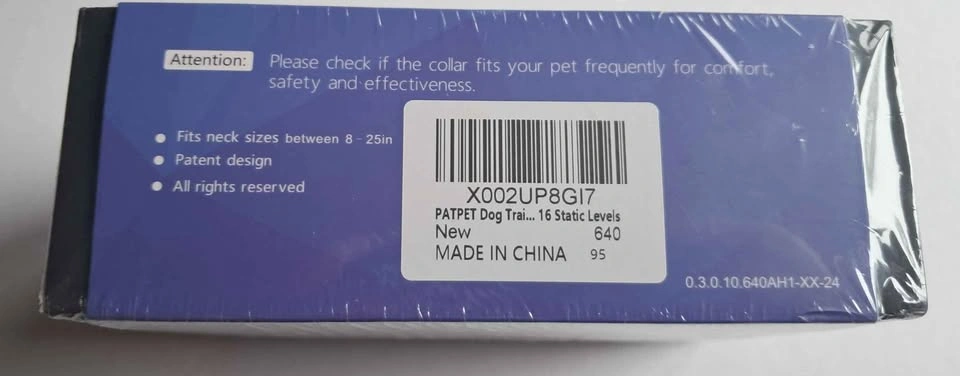 Attention:
Please check if the collar fits your pet frequently for comfort,
safety and effectiveness.
Fits neck sizes between 8 - 25in
Patent design
All rights reserved
X002UP8GI7
PATPET Dog Trai... 16 Static Levels
New 640
MADE IN CHINA 95
0.3.0.10.640AH1-XX-24